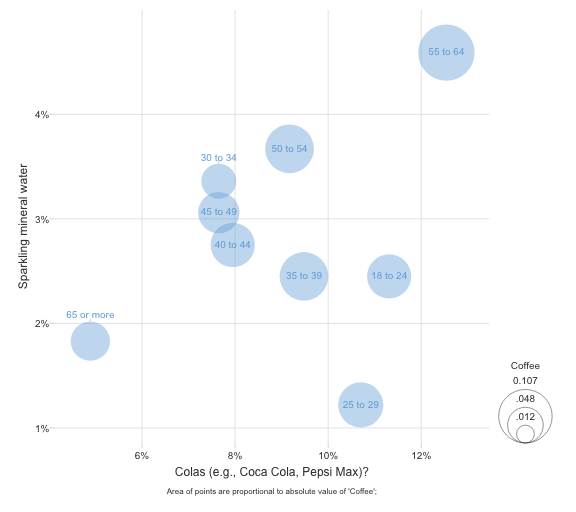 55 to 64
4%
50 to 54
30 to 34
3%
45 to 49
40 to 44
35 to 39
18 to 24
Sparkling mineral water
65 or more
2%
25 to 29
1%
6%
8%
10%
12%
Colas (e.g., Coca Cola, Pepsi Max)?
Area of points are proportional to absolute value of 'Coffee';
Coffee
0.107
.048
.012